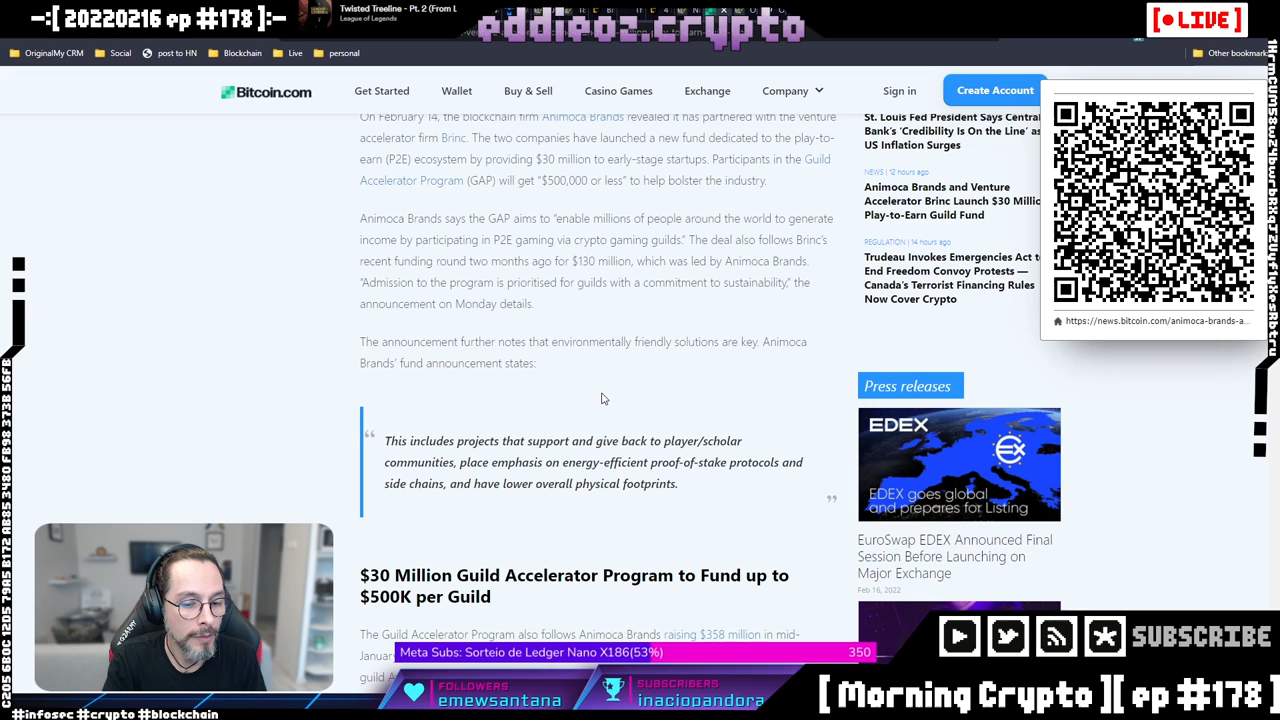 —:[ 20220216 ep #178 ]:—
Twisted Treeline - Pt. 2 (From L
League of Legends
eddieoz.crypto
[ ● LIVE ]
OriginalMy CRM
Social
post to HN
Blockchain
Live
personal
Other bookmark
Bitcoin.com
Get Started
Wallet
Buy & Sell
Casino Games
Exchange
Company
Sign in
Create Account
On February 14, the blockchain firm Animoca Brands revealed it has partnered with the venture
accelerator firm Brinc. The two companies have launched a new fund dedicated to the play-to-
earn (P2E) ecosystem by providing $30 million to early-stage startups. Participants in the Guild
Accelerator Program (GAP) will get “$500,000 or less” to help bolster the industry.
Animoca Brands says the GAP aims to “enable millions of people around the world to generate
income by participating in P2E gaming via crypto gaming guilds.” The deal also follows Brinc’s
recent funding round two months ago for $130 million, which was led by Animoca Brands.
“Admission to the program is prioritised for guilds with a commitment to sustainability,” the
announcement on Monday details.
The announcement further notes that environmentally friendly solutions are key. Animoca
Brands’ fund announcement states:
“
This includes projects that support and give back to player/scholar
communities, place emphasis on energy-efficient proof-of-stake protocols and
side chains, and have lower overall physical footprints.
”
$30 Million Guild Accelerator Program to Fund up to
$500K per Guild
The Guild Accelerator Program also follows Animoca Brands raising $358 million in mid-
Janua
guild A
St. Louis Fed President Says Central
Bank’s ‘Credibility Is On the Line’ as
US Inflation Surges
NEWS | 12 hours ago
Animoca Brands and Venture
Accelerator Brinc Launch $30 Millio
Play-to-Earn Guild Fund
REGULATION | 14 hours ago
Trudeau Invokes Emergencies Act t
End Freedom Convoy Protests —
Canada’s Terrorist Financing Rules
Now Cover Crypto
https://news.bitcoin.com/animoca-brands-a...
Press releases
EDEX
EX
EDEX goes global
and prepares for Listing
EuroSwap EDEX Announced Final
Session Before Launching on
Major Exchange
Feb 16, 2022
Meta Subs: Sorteio de Ledger Nano X186(53%)
350
FOLLOWERS
emewsantana
SUBSCRIBERS
inaciopandora
SUBSCRIBE
[ Morning Crypto ][ ep #178 ]
#infosec #crypto #blockchain